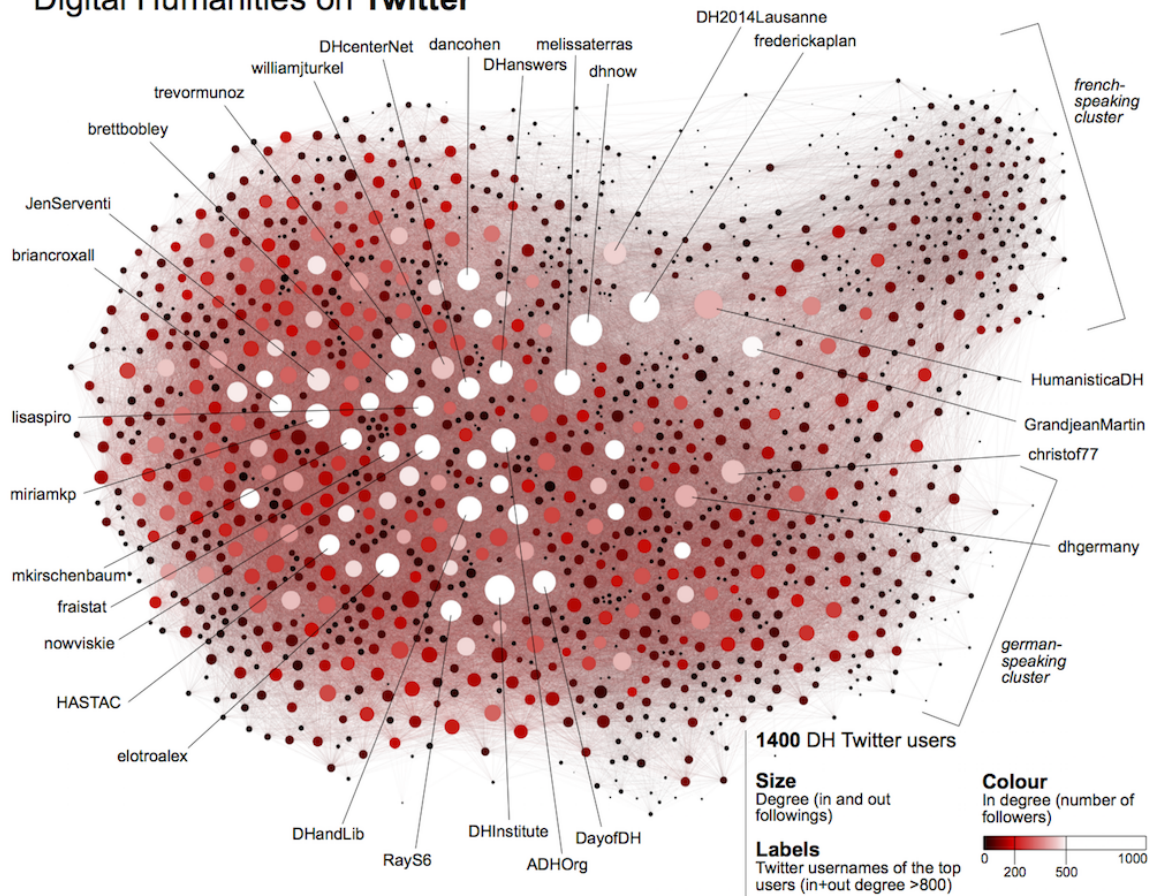 Digital Humanities on Twitter
DH2014Lausanne
frederickaplan
DHcenterNet
dancohen
melissaterras
williamjturkel
DHanswers
dhnow
trevormunoz
brettbobley
JenServenti
briancroxall
lisaspiro
miriamkp
mkirschenbaum
fraistat
nowviskie
HASTAC
elotroalex
DHandLib
RayS6
DHInstitute
ADHOrg
DayofDH
french-
speaking
cluster
HumanisticaDH
GrandjeanMartin
christof77
dhgermany
german-
speaking
cluster
1400 DH Twitter users
Size
Degree (in and out
followings)
Labels
Twitter usernames of the top
users (in+out degree >800)
Colour
In degree (number of
followers)
0 200 500 1000